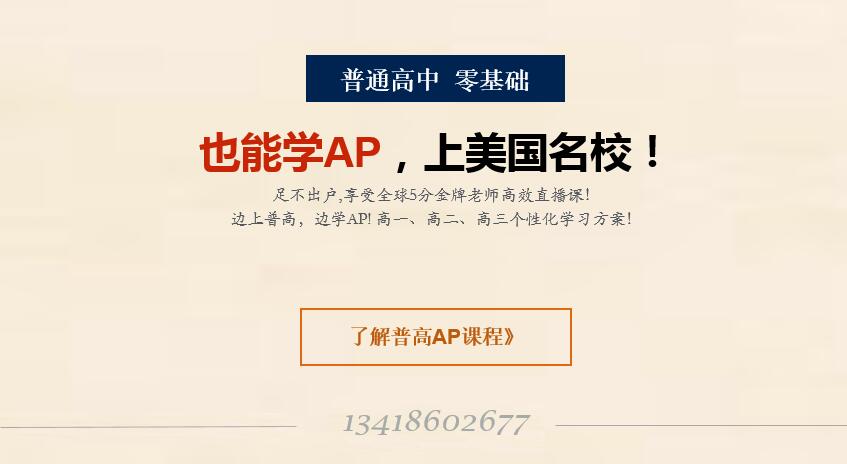 普通高中 零基础
也能学AP，上美国名校！
足不出户,享受全球5分金牌老师高效直播课!
边上普高，边学AP! 高一、高二、高三个性化学习方案!
了解普高AP课程》
13418602677